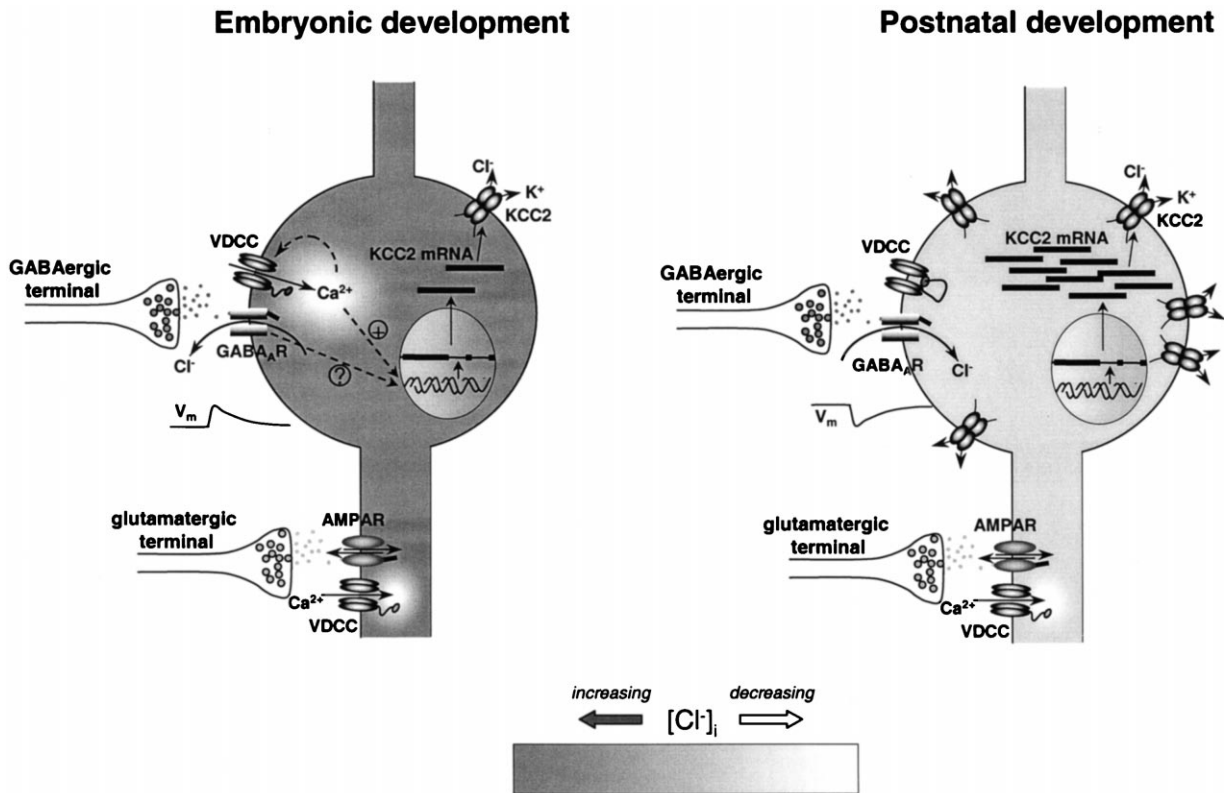 Embryonic development
Postnatal development
Cl-
K+
KCC2
VDCC
KCC2 mRNA
GABAergic
terminal
Ca2+
+
GABAAR
Cl-
?
Vm
AMPAR
glutamatergic
terminal
Ca2+
VDCC
Cl-
K+
KCC2
VDCC
KCC2 mRNA
GABAergic
terminal
GABAAR
Cl-
Vm
AMPAR
glutamatergic
terminal
Ca2+
VDCC
increasing
decreasing
[Cl-]i